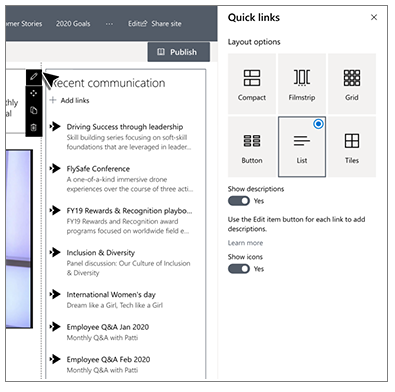 omer Stories 2020 Goals ... Edit Share site
Publish
Recent communication
+ Add links
Driving Success through leadership
Skill building series focusing on soft-skill
foundations that are leveraged in leader...
FlySafe Conference
A one-of-a-kind immersive drone
experiences over the course of three acti...
FY19 Rewards & Recognition playbo...
FY19 Rewards and Recognition award
programs focused on worldwide field e...
Inclusion & Diversity
Panel discussion: Our Culture of Inclusion
& Diversity
International Women's day
Dream like a Girl, Tech like a Girl
Employee Q&A Jan 2020
Monthly Q&A with Patti
Employee Q&A Feb 2020
Monthly Q&A with Patti
Quick links
Layout options
Compact Filmstrip Grid
Button List Tiles
Show descriptions
Yes
Use the Edit item button for each link to add
descriptions.
Learn more
Show icons
Yes